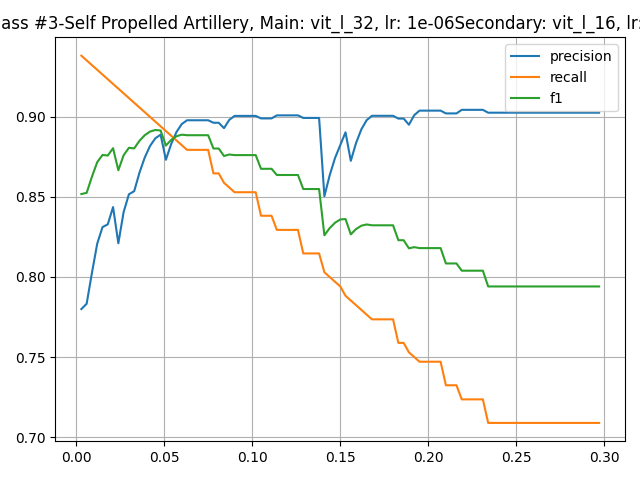 ass #3-Self Propelled Artillery, Main: vit_l_32, lr: 1e-06Secondary: vit_l_16, lr:
precision
recall
f1
0.90
0.85
0.80
0.75
0.70
0.00 0.05 0.10 0.15 0.20 0.25 0.30